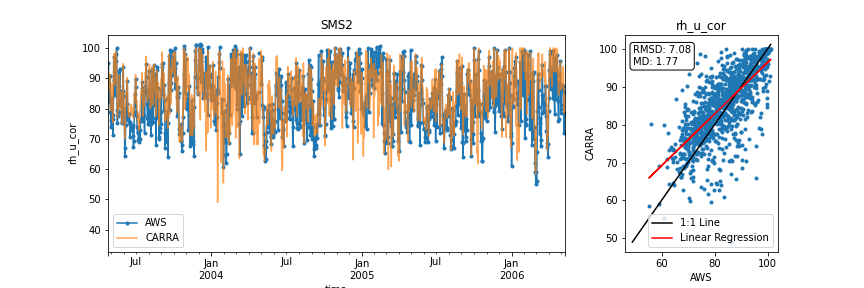 SMS2
rh_u_cor
100
90
80
70
60
50
40
rh_u_cor
AWS
CARRA
Jul
Jan
2004
Jul
Jan
2005
Jul
Jan
2006
time
RMSD: 7.08
MD: 1.77
100
90
80
70
60
50
CARRA
1:1 Line
Linear Regression
60
80
100
AWS